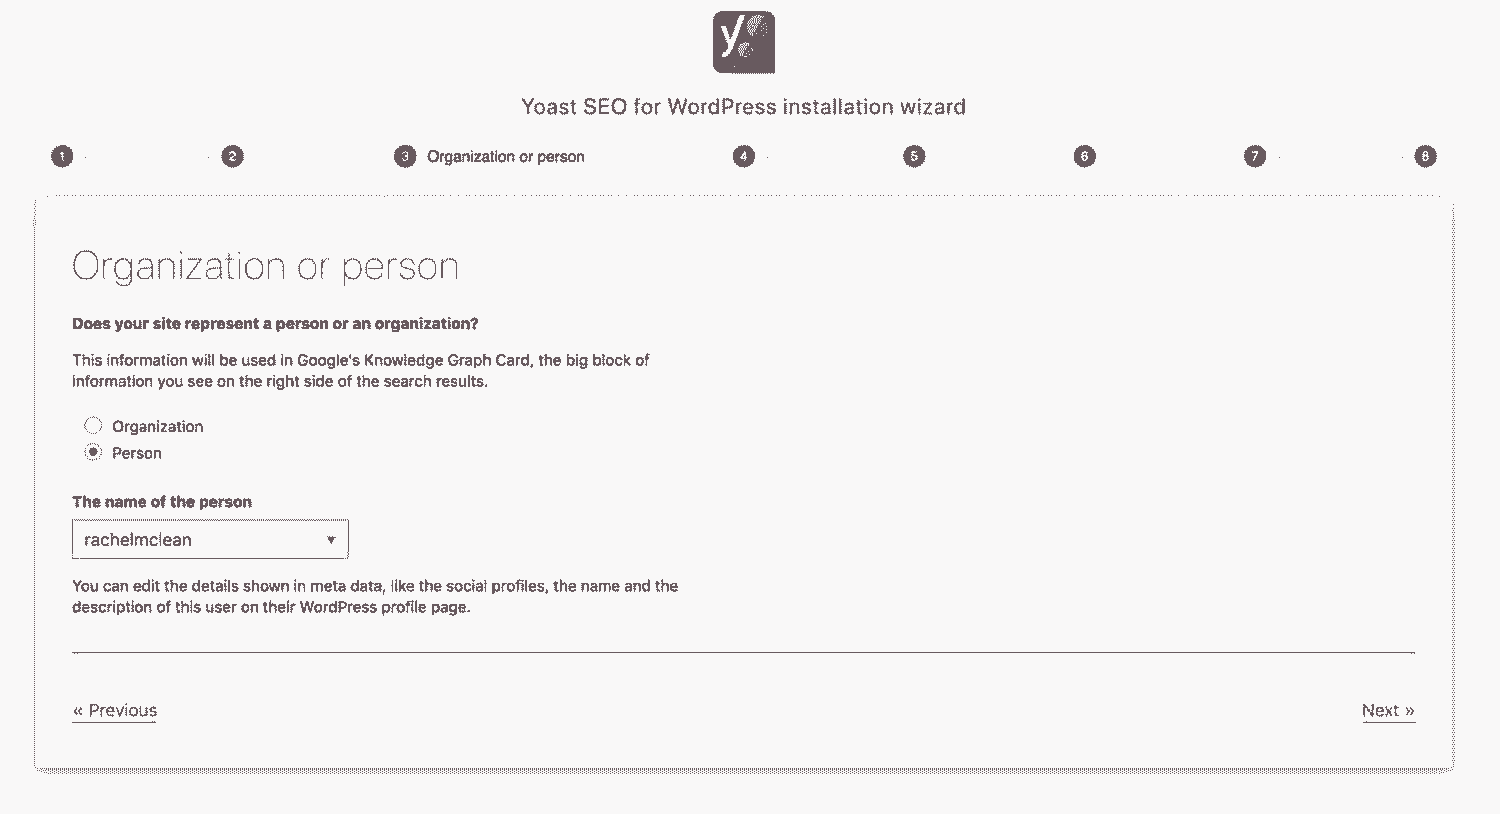 y
Yoast SEO for WordPress installation wizard
1 2 3 Organization or person 4 5 6 7 8
Organization or person
Does your site represent a person or an organization?
This information will be used in Google's Knowledge Graph Card, the big block of
information you see on the right side of the search results.
Organization
Person
The name of the person
rachelmclean
You can edit the details shown in meta data, like the social profiles, the name and the
description of this user on their WordPress profile page.
« Previous
Next »